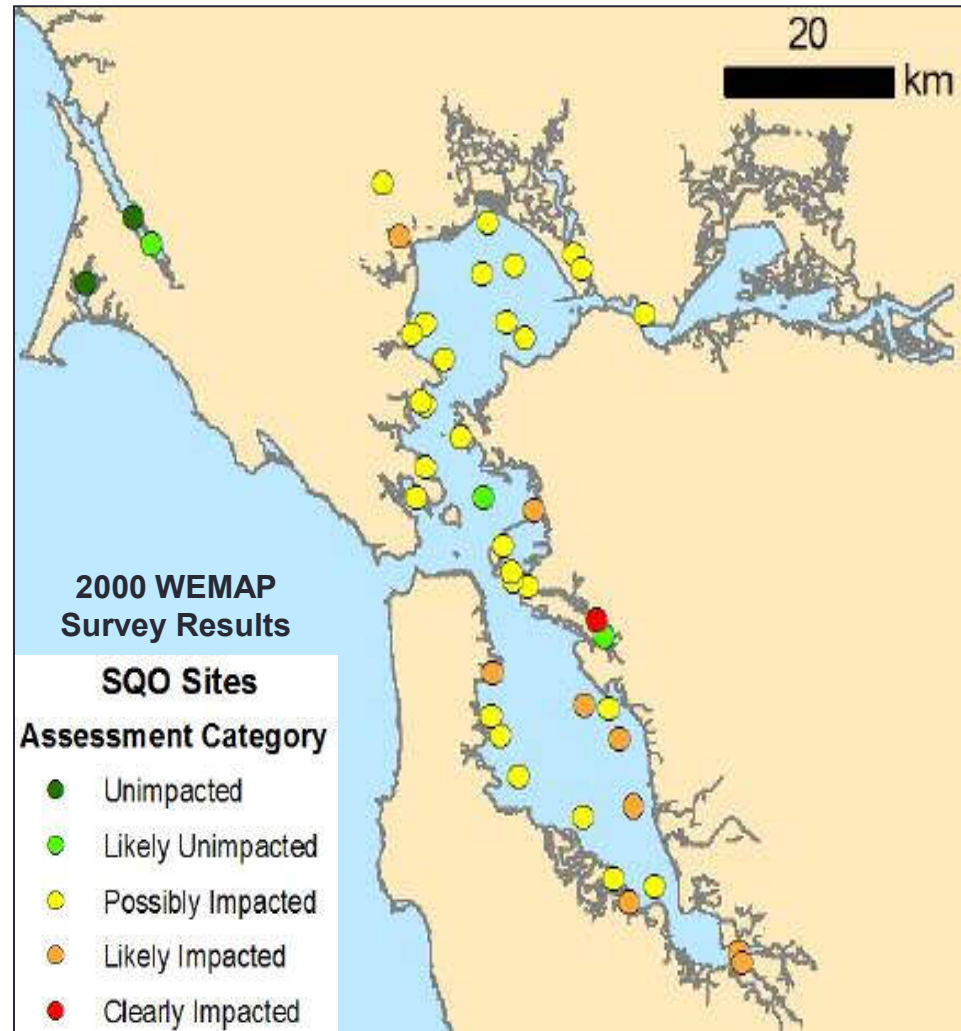 20
km
2000 WEMAP
Survey Results
SQO Sites
Assessment Category
Unimpacted
Likely Unimpacted
Possibly Impacted
Likely Impacted
Clearly Impacted